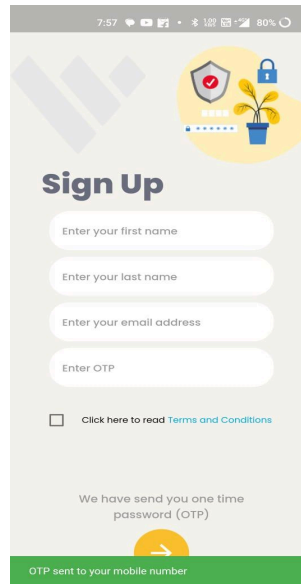 7:57
80%
Sign Up
Enter your first name
Enter your last name
Enter your email address
Enter OTP
Click here to read Terms and Conditions
We have send you one time
password (OTP)
OTP sent to your mobile number